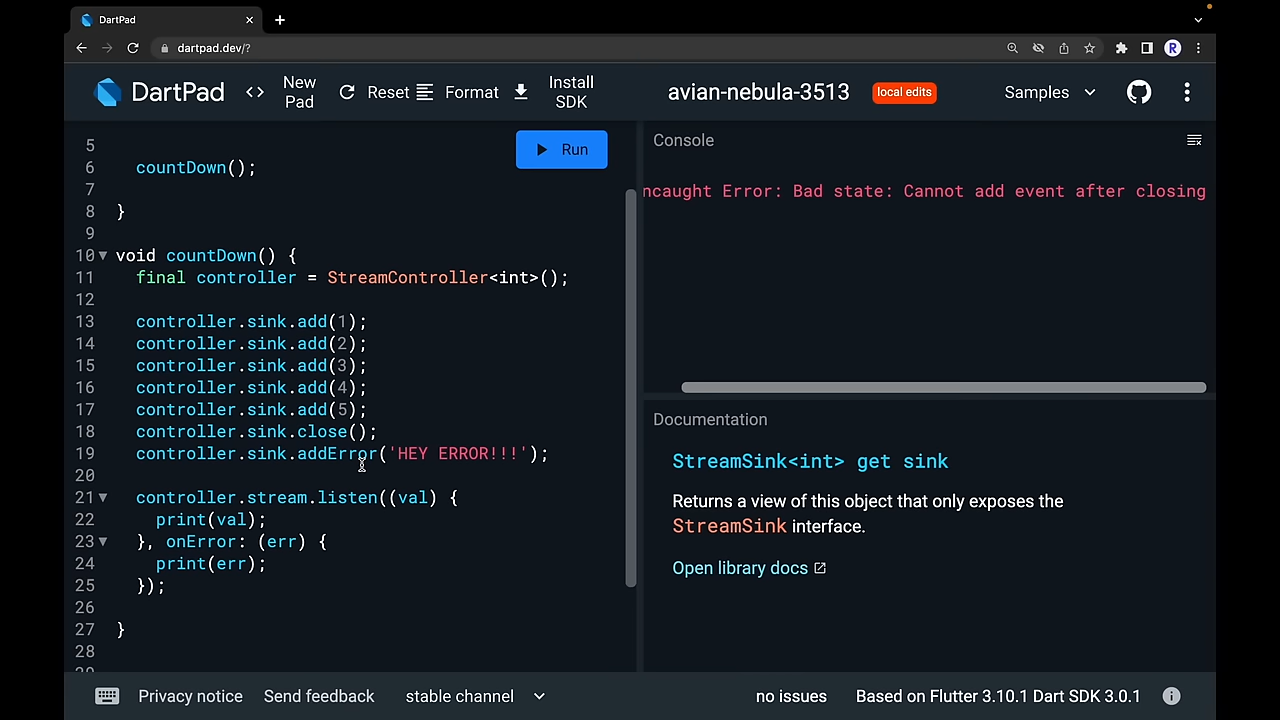 DartPad
dartpad.dev/?
R
DartPad
New
Pad
Reset
Format
Install
SDK
avian-nebula-3513
local edits
Samples
5
6 countDown();
7
8 }
9
10 void countDown() {
11 final controller = StreamController<int>();
12
13 controller.sink.add(1);
14 controller.sink.add(2);
15 controller.sink.add(3);
16 controller.sink.add(4);
17 controller.sink.add(5);
18 controller.sink.close();
19 controller.sink.addError('HEY ERROR!!!');
20
21 controller.stream.listen((val) {
22 print(val);
23 }, onError: (err) {
24 print(err);
25 });
26
27 }
28
Run
Console
ncaught Error: Bad state: Cannot add event after closing
Documentation
StreamSink<int> get sink
Returns a view of this object that only exposes the
StreamSink interface.
Open library docs
Privacy notice
Send feedback
stable channel
no issues
Based on Flutter 3.10.1 Dart SDK 3.0.1